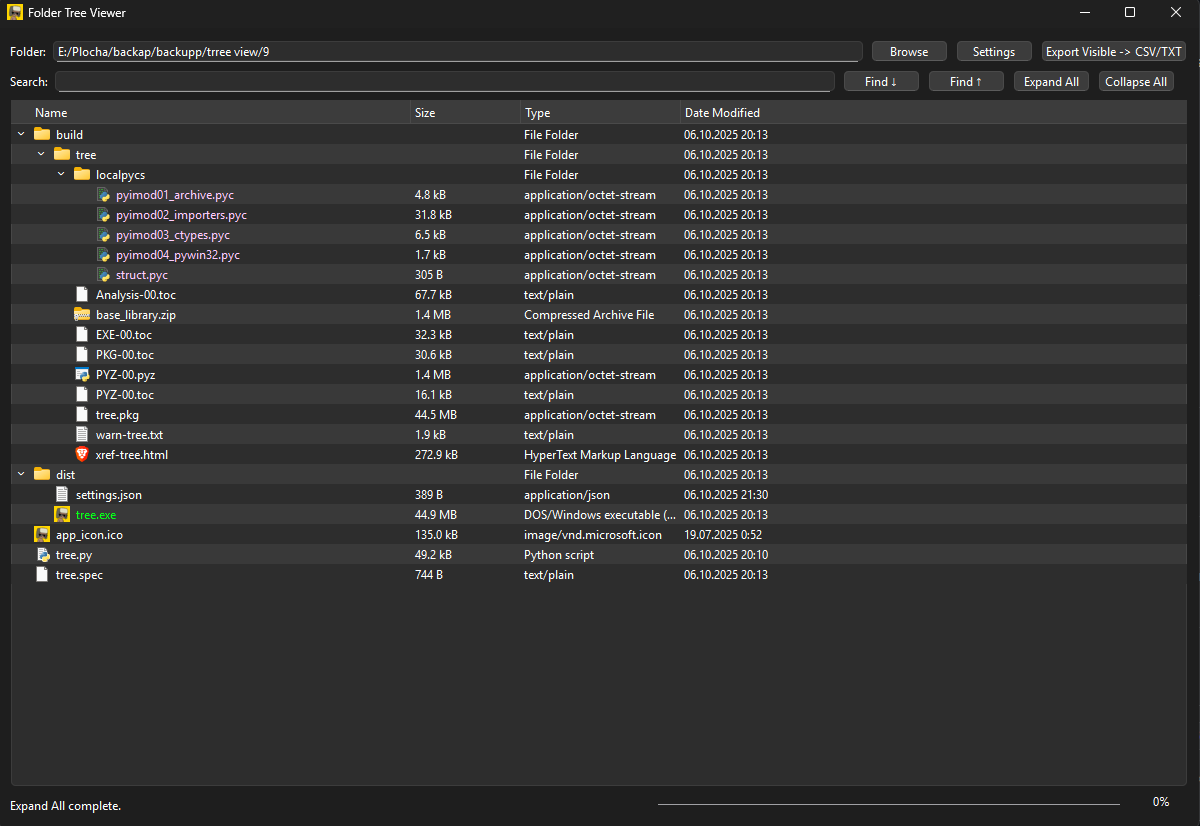 Folder Tree Viewer
Folder: E:/Plocha/backap/backupp/trree view/9 Browse Settings Export Visible -> CSV/TXT
Search: Find ↓ Find ↑ Expand All Collapse All
Name Size Type Date Modified
build File Folder 06.10.2025 20:13
tree File Folder 06.10.2025 20:13
localpycs File Folder 06.10.2025 20:13
pyimod01_archive.pyc 4.8 kB application/octet-stream 06.10.2025 20:13
pyimod02_importers.pyc 31.8 kB application/octet-stream 06.10.2025 20:13
pyimod03_ctypes.pyc 6.5 kB application/octet-stream 06.10.2025 20:13
pyimod04_pywin32.pyc 1.7 kB application/octet-stream 06.10.2025 20:13
struct.pyc 305 B application/octet-stream 06.10.2025 20:13
Analysis-00.toc 67.7 kB text/plain 06.10.2025 20:13
base_library.zip 1.4 MB Compressed Archive File 06.10.2025 20:13
EXE-00.toc 32.3 kB text/plain 06.10.2025 20:13
PKG-00.toc 30.6 kB text/plain 06.10.2025 20:13
PYZ-00.pyz 1.4 MB application/octet-stream 06.10.2025 20:13
PYZ-00.toc 16.1 kB text/plain 06.10.2025 20:13
tree.pkg 44.5 MB application/octet-stream 06.10.2025 20:13
warn-tree.txt 1.9 kB text/plain 06.10.2025 20:13
xref-tree.html 272.9 kB HyperText Markup Language 06.10.2025 20:13
dist File Folder 06.10.2025 20:13
settings.json 389 B application/json 06.10.2025 21:30
tree.exe 44.9 MB DOS/Windows executable (... 06.10.2025 20:13
app_icon.ico 135.0 kB image/vnd.microsoft.icon 19.07.2025 0:52
tree.py 49.2 kB Python script 06.10.2025 20:10
tree.spec 744 B text/plain 06.10.2025 20:13
Expand All complete. 0%